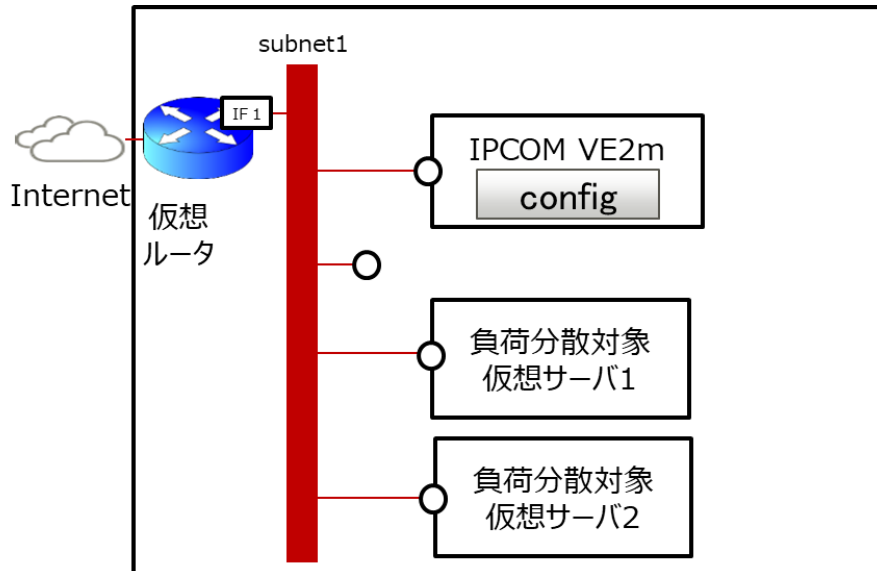 subnet1
IF 1
Internet
仮想
ルータ
IPCOM VE2m
config
負荷分散対象
仮想サーバ1
負荷分散対象
仮想サーバ2